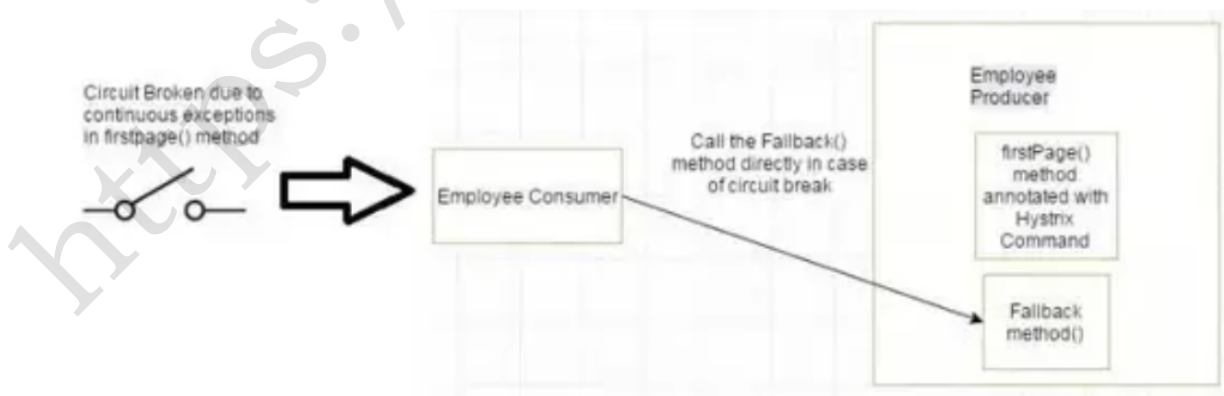 https:/
Circuit Broken due to
continuous exceptions
in firstpage() method
Employee Consumer
Call the Fallback()
method directly in case
of circuit break
Employee
Producer
firstPage()
method
annotated with
Hystrix
Command
Fallback
method()